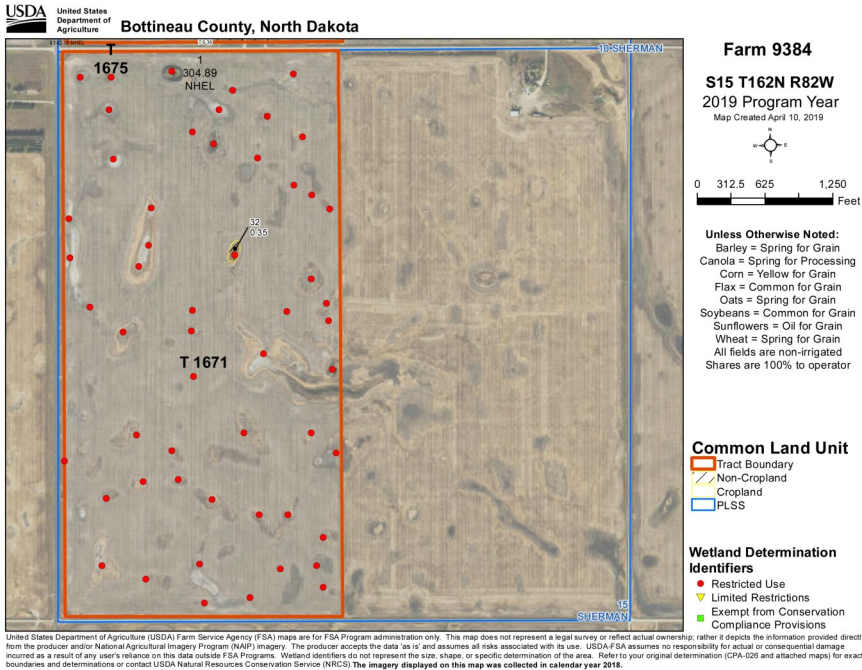 USDA
United States
Department of
Agriculture
Bottineau County, North Dakota
10 SHERMAN
T
1675
1
304.89
NHEL
32
0.35
T 1671
15
SHERMAN
Farm 9384
S15 T162N R82W
2019 Program Year
Map Created April 10, 2019
N
W E
S
0 312.5 625 1,250
Feet
Unless Otherwise Noted:
Barley = Spring for Grain
Canola = Spring for Processing
Corn = Yellow for Grain
Flax = Common for Grain
Oats = Spring for Grain
Soybeans = Common for Grain
Sunflowers = Oil for Grain
Wheat = Spring for Grain
All fields are non-irrigated
Shares are 100% to operator
Common Land Unit
Tract Boundary
Non-Cropland
Cropland
PLSS
Wetland Determination
Identifiers
Restricted Use
Limited Restrictions
Exempt from Conservation
Compliance Provisions
United States Department of Agriculture (USDA) Farm Service Agency (FSA) maps are for FSA Program administration only. This map does not represent a legal survey or reflect actual ownership; rather it depicts the information provided directl
from the producer and/or National Agricultural Imagery Program (NAIP) imagery. The producer accepts the data 'as is' and assumes all risks associated with its use. USDA-FSA assumes no responsibility for actual or consequential damage
incurred as a result of any user's reliance on this data outside FSA Programs. Wetland identifiers do not represent the size, shape, or specific determination of the area. Refer to your original determination (CPA-026 and attached maps) for exac
boundaries and determinations or contact USDA Natural Resources Conservation Service (NRCS). The imagery displayed on this map was collected in calendar year 2018.